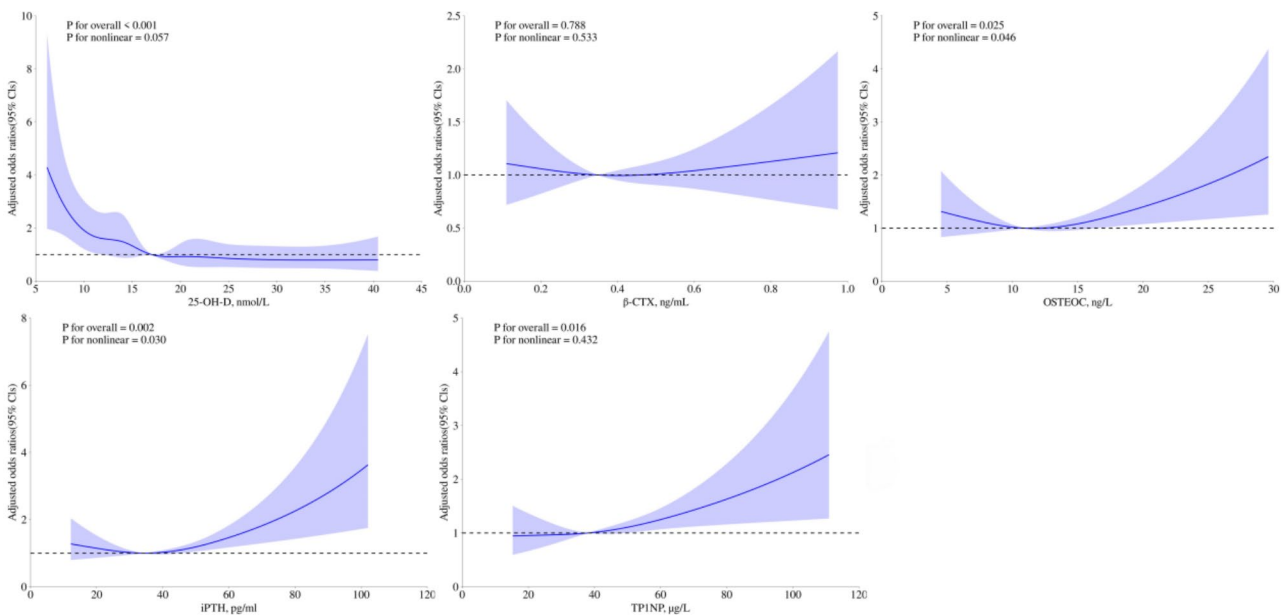 P for overall < 0.001
P for nonlinear = 0.057
Adjusted odds ratios(95% CIs)
10
8
6
4
2
0
5 10 15 20 25 30 35 40 45
25-OH-D, nmol/L
P for overall = 0.788
P for nonlinear = 0.533
Adjusted odds ratios(95% CIs)
2.5
2.0
1.5
1.0
0.5
0.0
0.0 0.2 0.4 0.6 0.8 1.0
β-CTX, ng/mL
P for overall = 0.025
P for nonlinear = 0.046
Adjusted odds ratios(95% CIs)
5
4
3
2
1
0
0 5 10 15 20 25 30
OSTEOC, ng/L
P for overall = 0.002
P for nonlinear = 0.030
Adjusted odds ratios(95% CIs)
8
6
4
2
0
0 20 40 60 80 100 120
iPTH, pg/ml
P for overall = 0.016
P for nonlinear = 0.432
Adjusted odds ratios(95% CIs)
5
4
3
2
1
0
0 20 40 60 80 100 120
TP1NP, μg/L